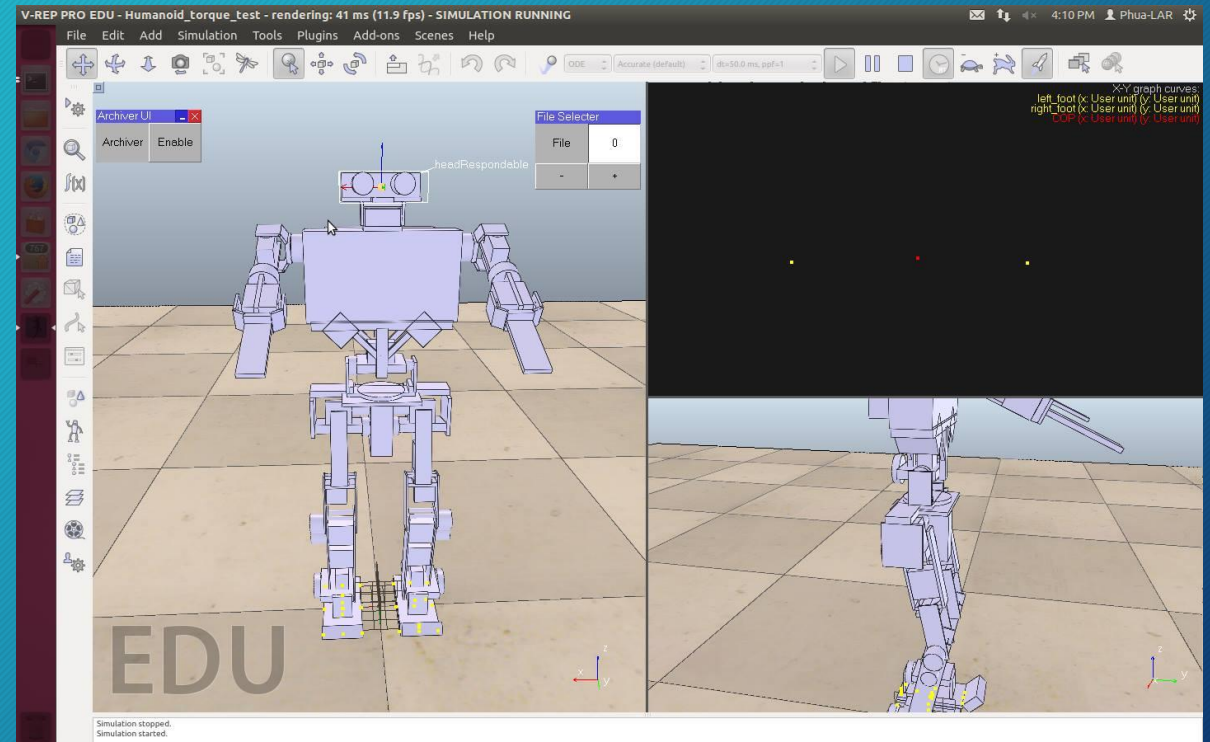 V-REP PRO EDU - Humanoid_torque_test - rendering: 41 ms (11.9 fps) - SIMULATION RUNNING
4:10 PM Phua-LAR
File Edit Add Simulation Tools Plugins Add-ons Scenes Help
ODE Accurate (default) dt=50.0 ms, ppf=1
Archiver UI
Archiver Enable
File Selecter
File 0
- +
_headRespondable
X-Y graph curves:
left_foot (x: User unit) (y: User unit)
right_foot (x: User unit) (y: User unit)
COP (x: User unit) (y: User unit)
f(x)
767
EDU
z
x
y
z
y
Simulation stopped.
Simulation started.